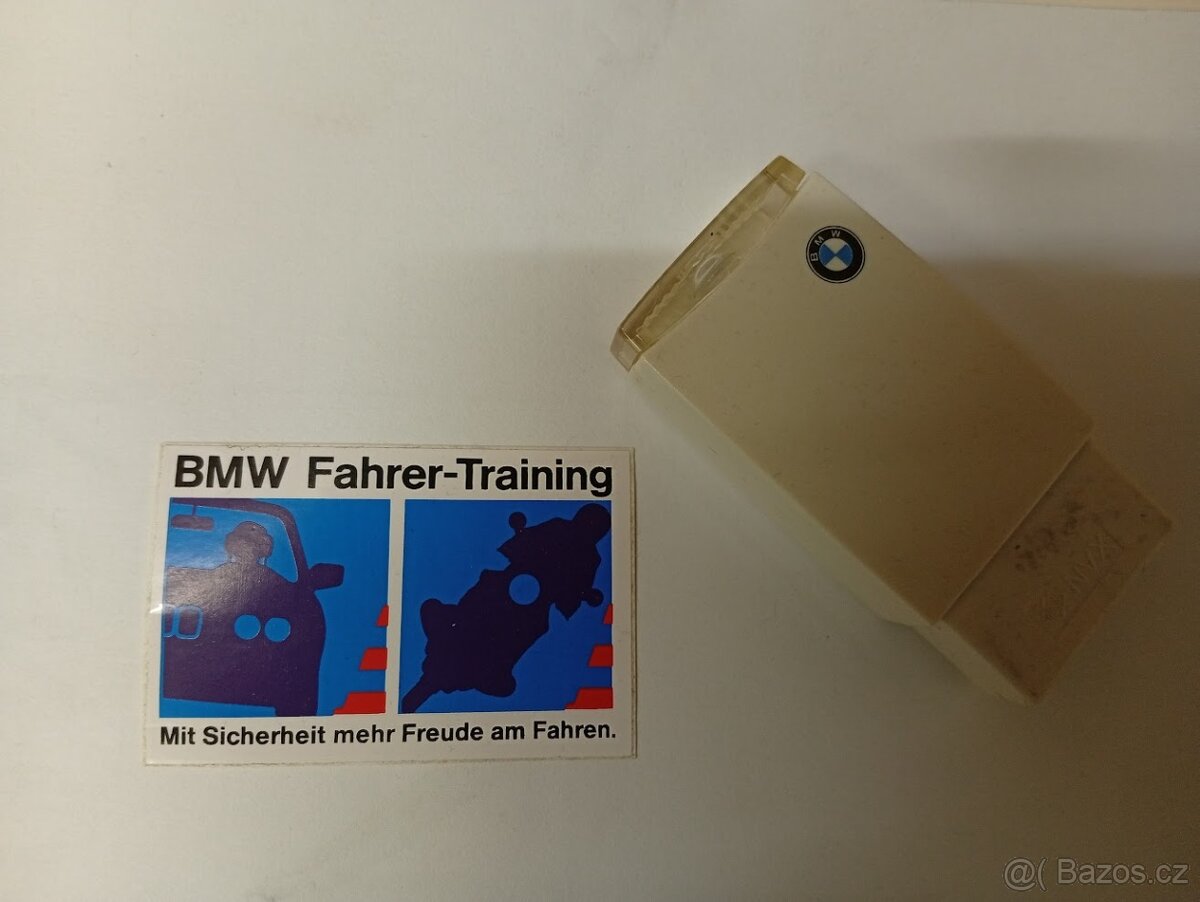 BMW
BMW Fahrer-Training
Mit Sicherheit mehr Freude am Fahren.
@( Bazos.cz